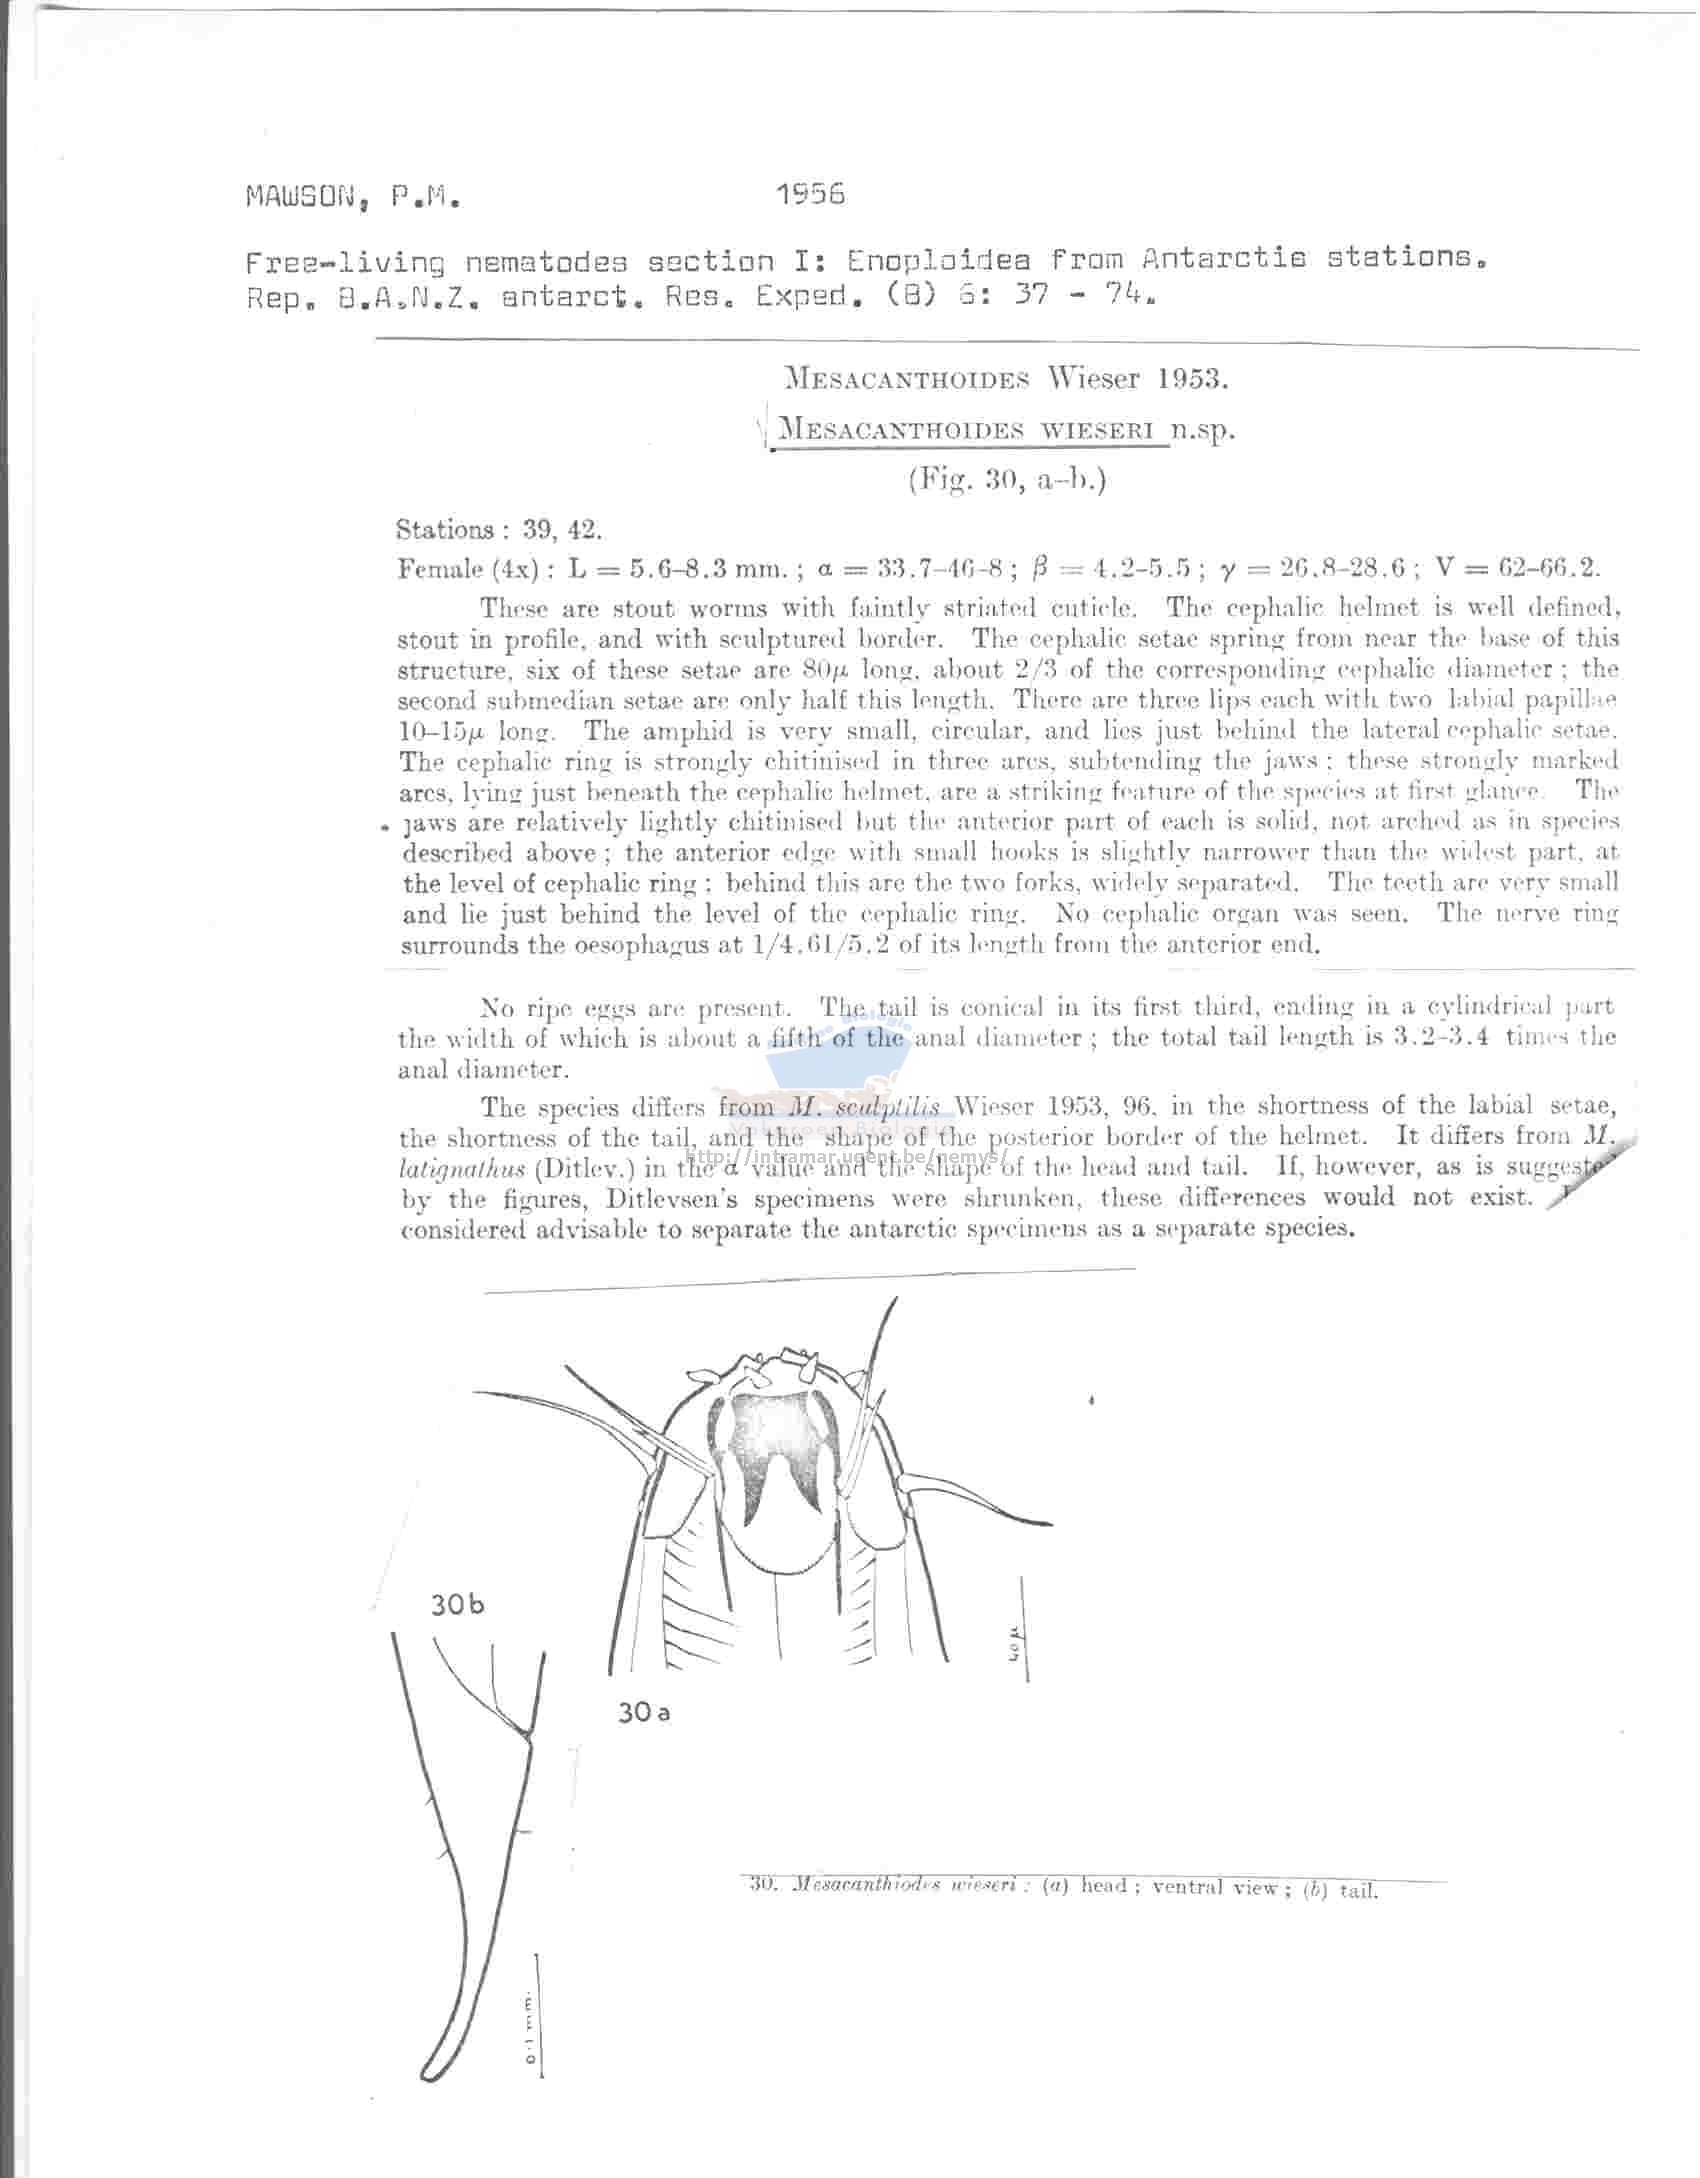 MAWSON, P.M. 1956
Free-living nematodes section I: Enoploidea from Antarctic stations.
Rep. B.A.N.Z. antarct. Res. Exped. (B) 6: 37 - 74.
MESACANTHOIDES Wieser 1953.
MESACANTHOIDES WIESERI n.sp.
(Fig. 30, a-b.)
Stations : 39, 42.
Female (4x) : L = 5.6–8.3 mm. ; α = 33.7–46–8 ; β = 4.2–5.5 ; γ = 26.8–28.6 ; V = 62–66.2.
These are stout worms with faintly striated cuticle. The cephalic helmet is well defined,
stout in profile, and with sculptured border. The cephalic setae spring from near the base of this
structure, six of these setae are 80μ long, about 2/3 of the corresponding cephalic diameter ; the
second submedian setae are only half this length. There are three lips each with two labial papillae
10–15μ long. The amphid is very small, circular, and lies just behind the lateral cephalic setae.
The cephalic ring is strongly chitinised in three arcs, subtending the jaws ; these strongly marked
arcs, lying just beneath the cephalic helmet, are a striking feature of the species at first glance. The
jaws are relatively lightly chitinised but the anterior part of each is solid, not arched as in species
described above ; the anterior edge with small hooks is slightly narrower than the widest part, at
the level of cephalic ring ; behind this are the two forks, widely separated. The teeth are very small
and lie just behind the level of the cephalic ring. No cephalic organ was seen. The nerve ring
surrounds the oesophagus at 1/4.61/5.2 of its length from the anterior end.
No ripe eggs are present. The tail is conical in its first third, ending in a cylindrical part
the width of which is about a fifth of the anal diameter ; the total tail length is 3.2–3.4 times the
anal diameter.
The species differs from M. sculptilis Wieser 1953, 96, in the shortness of the labial setae,
the shortness of the tail, and the shape of the posterior border of the helmet. It differs from M.
latignathus (Ditlev.) in the α value and the shape of the head and tail. If, however, as is suggested
by the figures, Ditlevsen's specimens were shrunken, these differences would not exist.
considered advisable to separate the antarctic specimens as a separate species.
Biologie
Vakgroep Biologie
http://intramar.ugent.be/nemys/
30b
40 μ
30a
0·1 mm.
30. Mesacanthiodes wieseri : (a) head ; ventral view ; (b) tail.